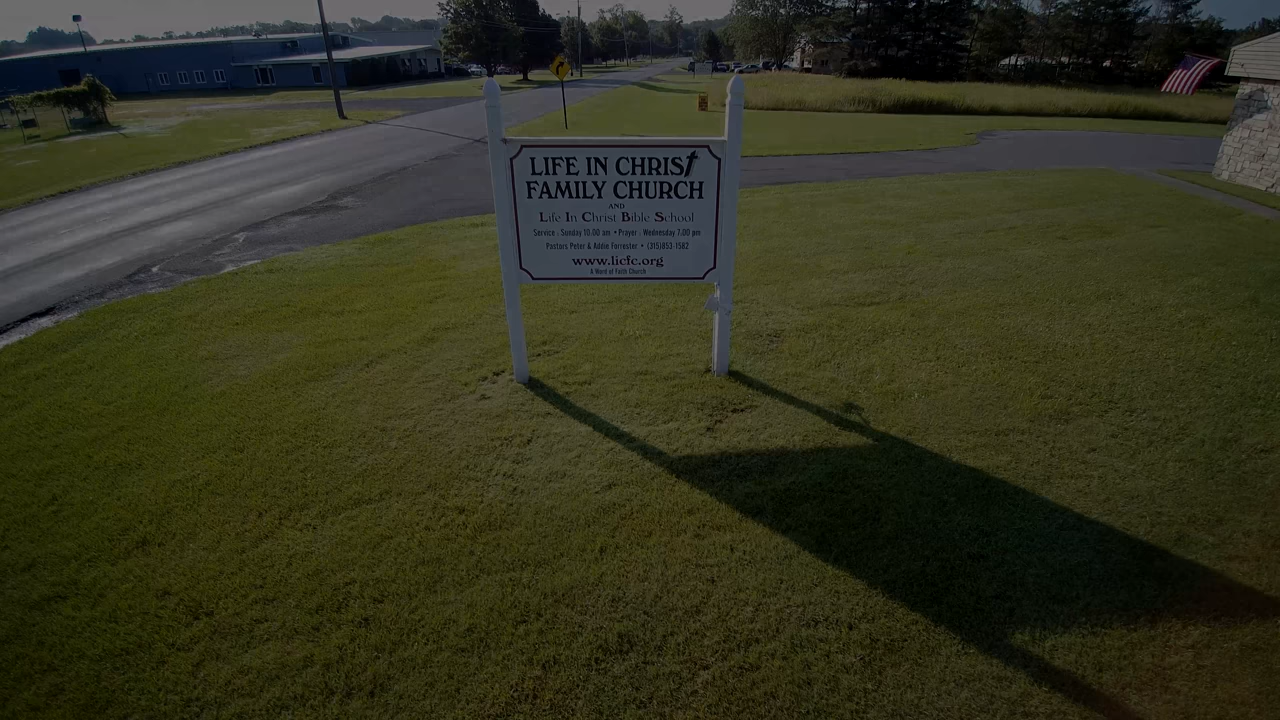 LIFE IN CHRIST
FAMILY CHURCH
AND
Life In Christ Bible School
Service : Sunday 10:00 am • Prayer : Wednesday 7:00 pm
Pastors Peter & Addie Forrester • (315)853-1582
www.licfc.org
A Word of Faith Church